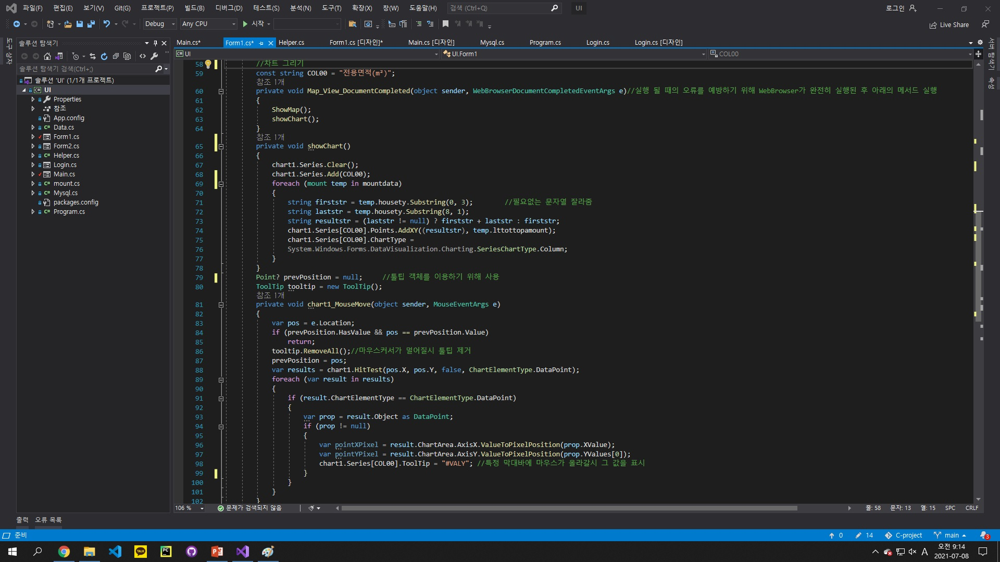 파일(F) 편집(E) 보기(V) Git(G) 프로젝트(P) 빌드(B) 디버그(D) 테스트(S) 분석(N) 도구(T) 확장(X) 창(W) 도움말(H) 검색 (Ctrl+Q) UI 로그인
Debug Any CPU 시작 Live Share
도구 상자
솔루션 탐색기
솔루션 탐색기 검색(Ctrl+;)
솔루션 'UI' (1/1개 프로젝트)
UI
Properties
참조
App.config
Data.cs
Form1.cs
Form2.cs
Helper.cs
Login.cs
Main.cs
mount.cs
Mysql.cs
packages.config
Program.cs
Main.cs* Form1.cs* Helper.cs Form1.cs [디자인]* Main.cs [디자인] Mysql.cs Program.cs Login.cs Login.cs [디자인]
UI UI.Form1 COL00
58 //차트 그리기
59 const string COL00 = "전용면적(m²)";
참조 1개
60 private void Map_View_DocumentCompleted(object sender, WebBrowserDocumentCompletedEventArgs e)//실행 될 때의 오류를 예방하기 위해 WebBrowser가 완전히 실행된 후 아래의 메서드 실행
61 {
62 ShowMap();
63 showChart();
64 }
참조 1개
65 private void showChart()
66 {
67 chart1.Series.Clear();
68 chart1.Series.Add(COL00);
69 foreach (mount temp in mountdata)
70 {
71 string firststr = temp.housety.Substring(0, 3); //필요없는 문자열 잘라줌
72 string laststr = temp.housety.Substring(8, 1);
73 string resultstr = (laststr != null) ? firststr + laststr : firststr;
74 chart1.Series[COL00].Points.AddXY((resultstr), temp.lttottopamount);
75 chart1.Series[COL00].ChartType =
76 System.Windows.Forms.DataVisualization.Charting.SeriesChartType.Column;
77 }
78 }
79 Point? prevPosition = null; //툴팁 객체를 이용하기 위해 사용
80 ToolTip tooltip = new ToolTip();
참조 1개
81 private void chart1_MouseMove(object sender, MouseEventArgs e)
82 {
83 var pos = e.Location;
84 if (prevPosition.HasValue && pos == prevPosition.Value)
85 return;
86 tooltip.RemoveAll();//마우스커서가 멀어질시 툴팁 제거
87 prevPosition = pos;
88 var results = chart1.HitTest(pos.X, pos.Y, false, ChartElementType.DataPoint);
89 foreach (var result in results)
90 {
91 if (result.ChartElementType == ChartElementType.DataPoint)
92 {
93 var prop = result.Object as DataPoint;
94 if (prop != null)
95 {
96 var pointXPixel = result.ChartArea.AxisX.ValueToPixelPosition(prop.XValue);
97 var pointYPixel = result.ChartArea.AxisY.ValueToPixelPosition(prop.YValues[0]);
98 chart1.Series[COL00].ToolTip = "#VALY"; //특정 막대바에 마우스가 올라갈시 그 값을 표시
99 }
100 }
101 }
102 }
서버 탐색기
속성
106 % 문제가 검색되지 않음 줄: 58 문자: 13 열: 15 SPC CRLF
출력 오류 목록
준비 0 14 C-project main 3
TALK PC A 오전 9:14
2021-07-08